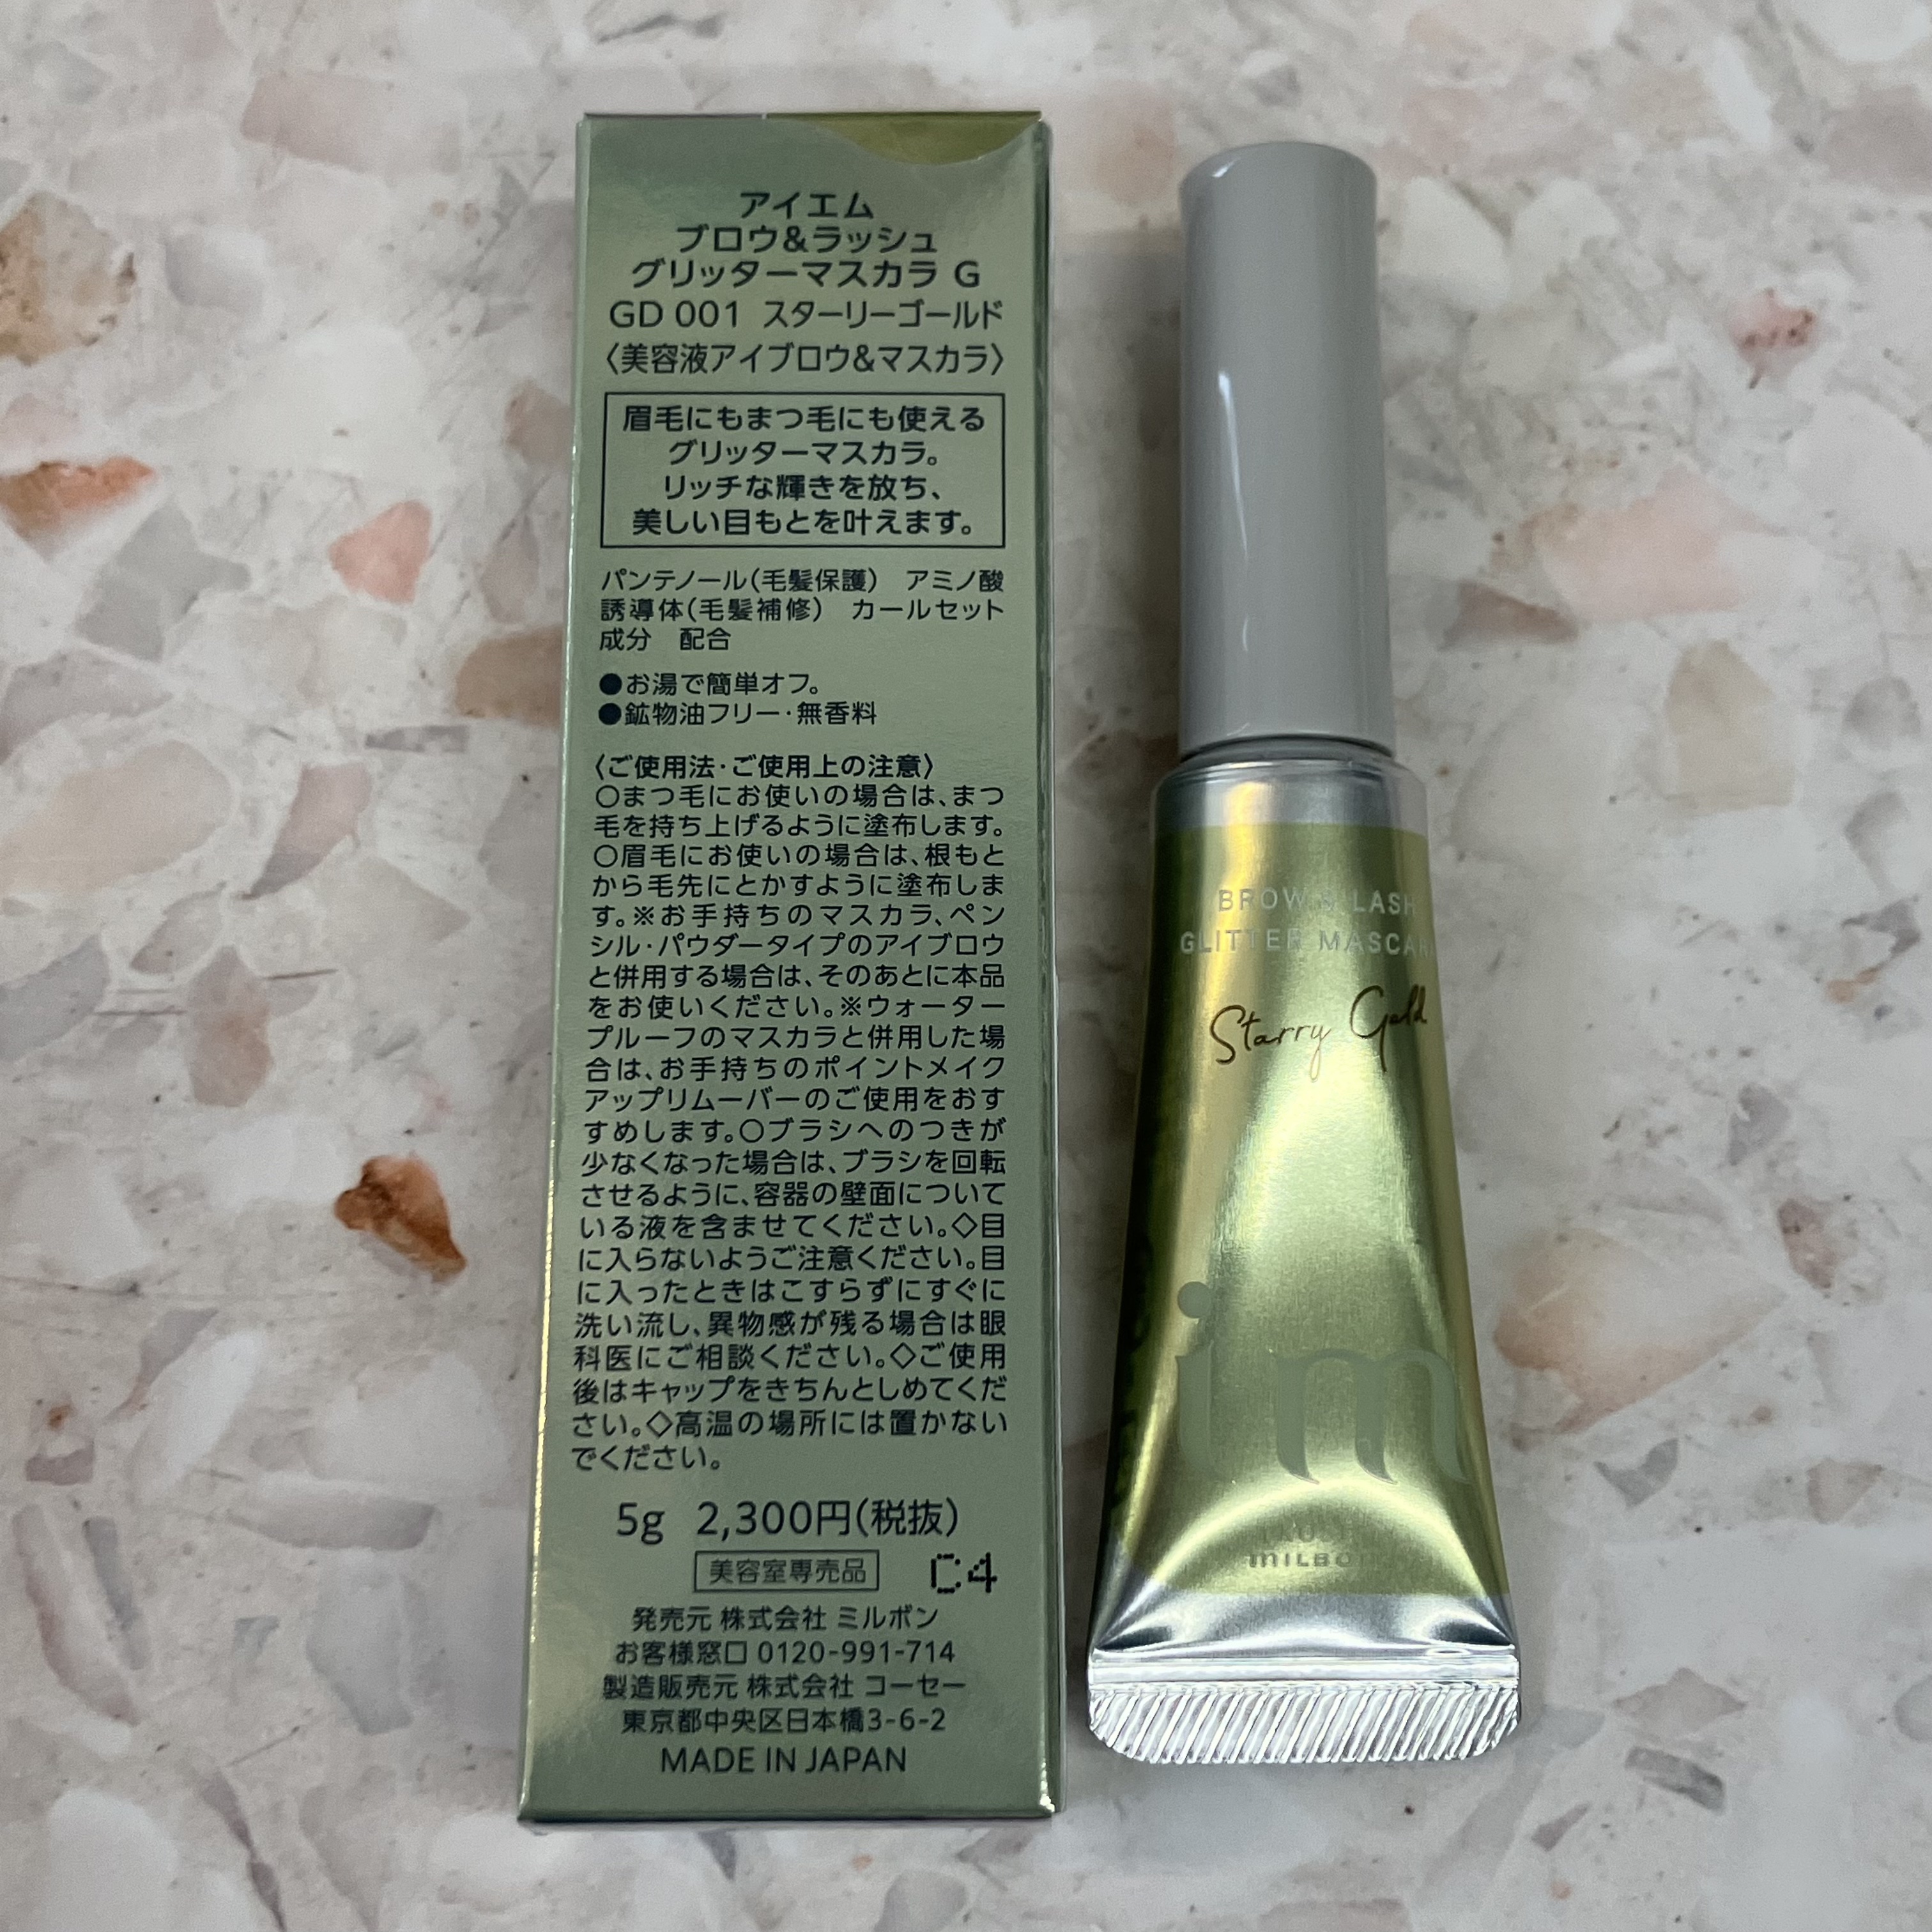 アイエム
ブロウ&ラッシュ
グリッターマスカラ G
GD 001 スターリーゴールド
〈美容液アイブロウ&マスカラ〉
眉毛にもまつ毛にも使える
グリッターマスカラ。
リッチな輝きを放ち、
美しい目もとを叶えます。
パンテノール(毛髪保護) アミノ酸
誘導体(毛髪補修) カールセット
成分 配合
●お湯で簡単オフ。
●鉱物油フリー・無香料
〈ご使用法・ご使用上の注意〉
○まつ毛にお使いの場合は、まつ
毛を持ち上げるように塗布します。
○眉毛にお使いの場合は、根もと
から毛先にとかすように塗布しま
す。※お手持ちのマスカラ、ペン
シル・パウダータイプのアイブロウ
と併用する場合は、そのあとに本品
をお使いください。※ウォーター
プルーフのマスカラと併用した場
合は、お手持ちのポイントメイク
アップリムーバーのご使用をおす
すめします。○ブラシへのつきが
少なくなった場合は、ブラシを回転
させるように、容器の壁面について
いる液を含ませてください。◇目
に入らないようご注意ください。目
に入ったときはこすらずにすぐに
洗い流し、異物感が残る場合は眼
科医にご相談ください。◇ご使用
後はキャップをきちんとしめてくだ
さい。◇高温の場所には置かない
でください。
5g 2,300円(税抜)
美容室専売品 C4
発売元 株式会社 ミルボン
お客様窓口 0120-991-714
製造販売元 株式会社 コーセー
東京都中央区日本橋3-6-2
MADE IN JAPAN
BROW & LASH
GLITTER MASCARA
Starry Gold
im
milbon